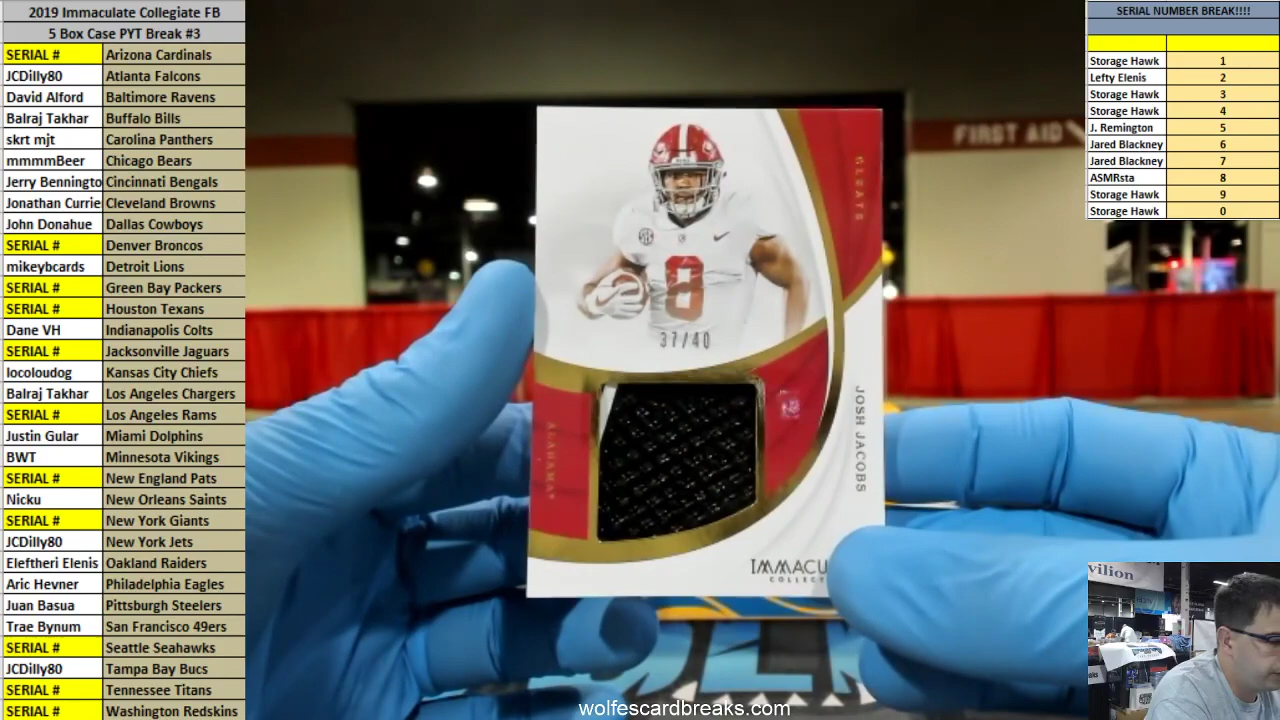 2019 Immaculate Collegiate FB
5 Box Case PYT Break #3
SERIAL # Arizona Cardinals
JCDilly80 Atlanta Falcons
David Alford Baltimore Ravens
Balraj Takhar Buffalo Bills
skrt mjt Carolina Panthers
mmmmBeer Chicago Bears
Jerry Benningto Cincinnati Bengals
Jonathan Currie Cleveland Browns
John Donahue Dallas Cowboys
SERIAL # Denver Broncos
mikeybcards Detroit Lions
SERIAL # Green Bay Packers
SERIAL # Houston Texans
Dane VH Indianapolis Colts
SERIAL # Jacksonville Jaguars
locoloudog Kansas City Chiefs
Balraj Takhar Los Angeles Chargers
SERIAL # Los Angeles Rams
Justin Gular Miami Dolphins
BWT Minnesota Vikings
SERIAL # New England Pats
Nicku New Orleans Saints
SERIAL # New York Giants
JCDilly80 New York Jets
Eleftheri Elenis Oakland Raiders
Aric Hevner Philadelphia Eagles
Juan Basua Pittsburgh Steelers
Trae Bynum San Francisco 49ers
SERIAL # Seattle Seahawks
JCDilly80 Tampa Bay Bucs
SERIAL # Tennessee Titans
SERIAL # Washington Redskins
FIRST AID
CLEATS
8
37/40
ALABAMA
JOSH JACOBS
IMMACU
COLLEC
wolfescardbreaks.com
SERIAL NUMBER BREAK!!!!
Storage Hawk 1
Lefty Elenis 2
Storage Hawk 3
Storage Hawk 4
J. Remington 5
Jared Blackney 6
Jared Blackney 7
ASMRsta 8
Storage Hawk 9
Storage Hawk 0
vilion